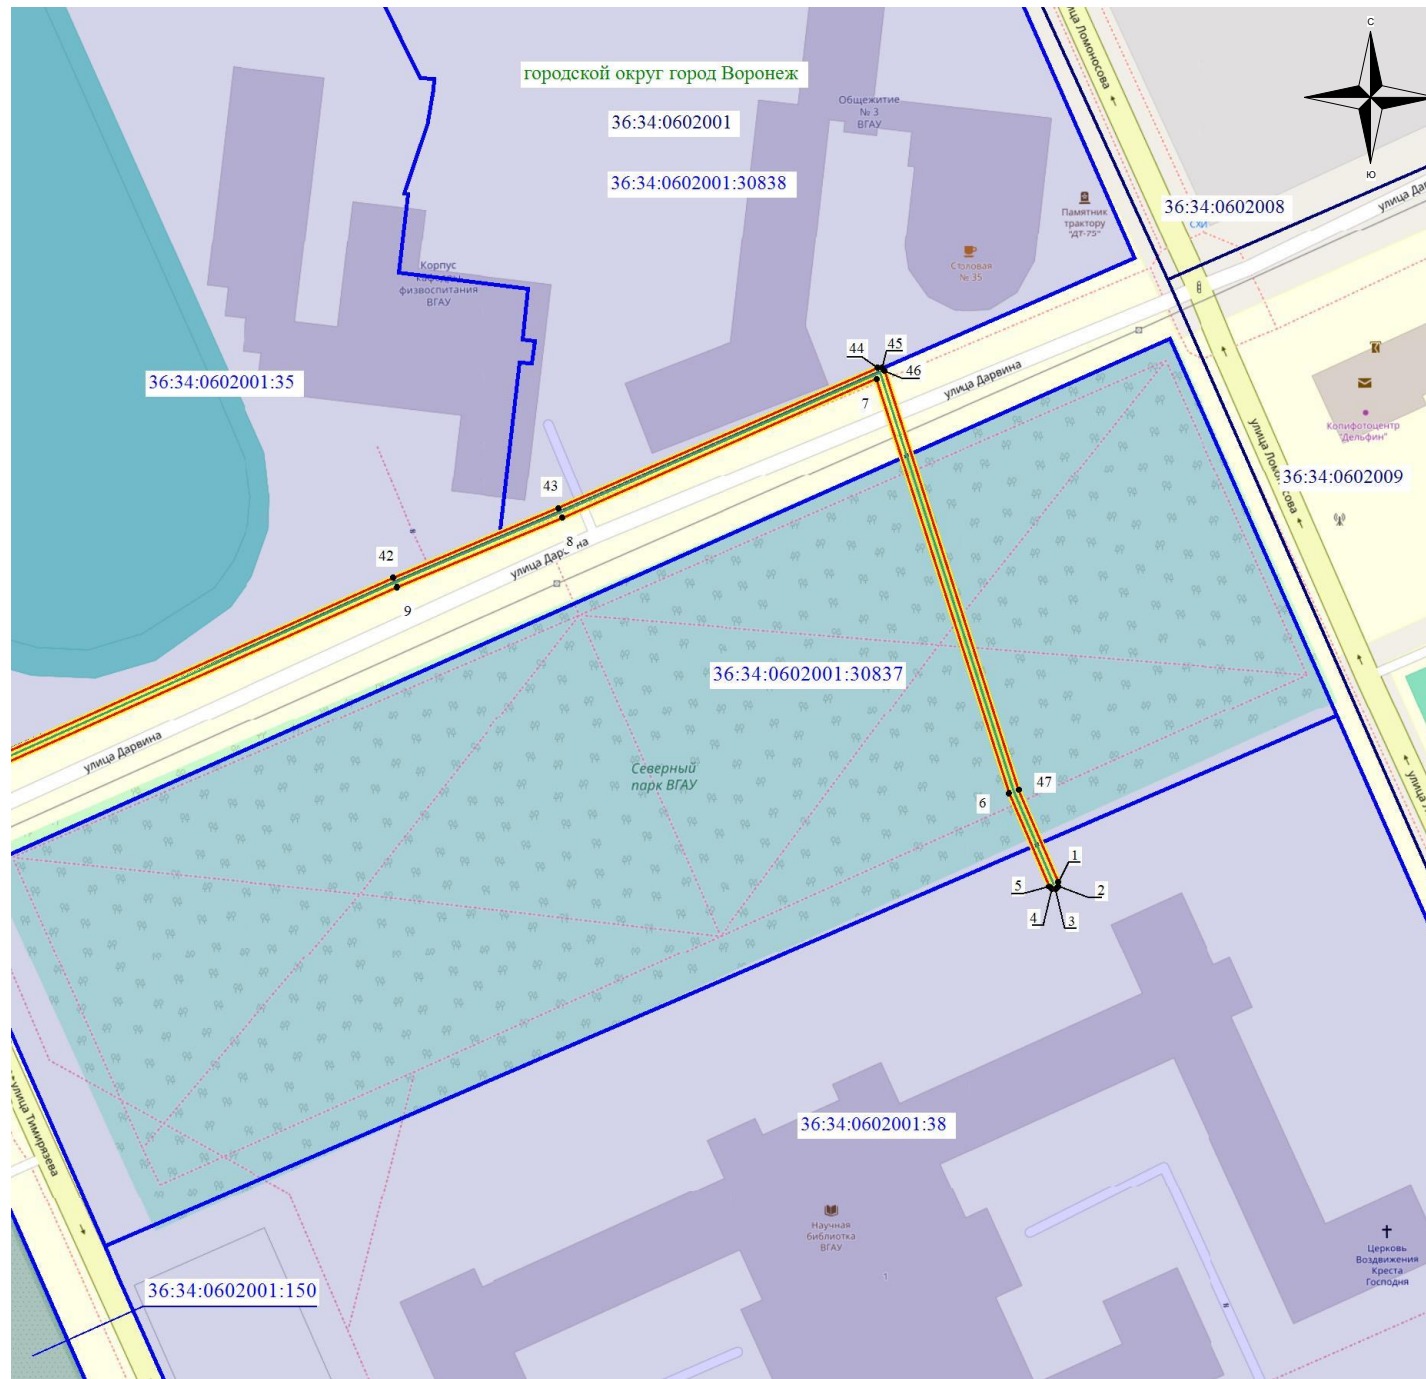 улица Ломоносова
С
Ю
городской округ город Воронеж
Общежитие
№ 3
ВГАУ
36:34:0602001
36:34:0602001:30838
Памятник
трактору
"ДТ-75"
36:34:0602008
СХИ
Столовая
№ 35
Корпус
физвоспитания
ВГАУ
36:34:0602001:35
44
45
46
7
улица Дарвина
Копифотоцентр
"Дельфин"
улица Ломоносова
36:34:0602009
43
8
улица Дарвина
42
9
36:34:0602001:30837
улица Дарвина
Северный
парк ВГАУ
47
6
1
5
2
4
3
улица Тимирязева
36:34:0602001:38
Научная
библиотека
ВГАУ
1
Церковь
Воздвижения
Креста
Господня
36:34:0602001:150